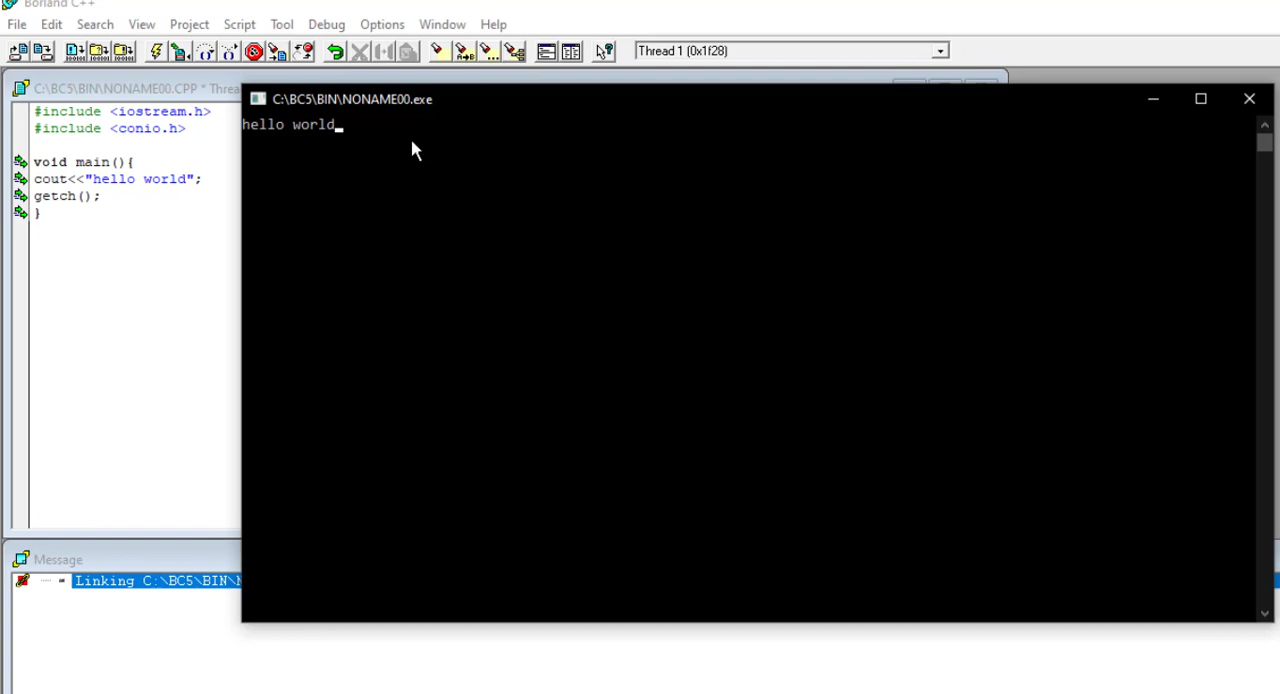 Borland C++
File Edit Search View Project Script Tool Debug Options Window Help
Thread 1 (0x1f28)
C:\BC5\BIN\NONAME00.CPP * Threa
#include <iostream.h>
#include <conio.h>
void main(){
cout<<"hello world";
getch();
}
C:\BC5\BIN\NONAME00.exe
hello world
Message
Linking C:\BC5\BIN\N